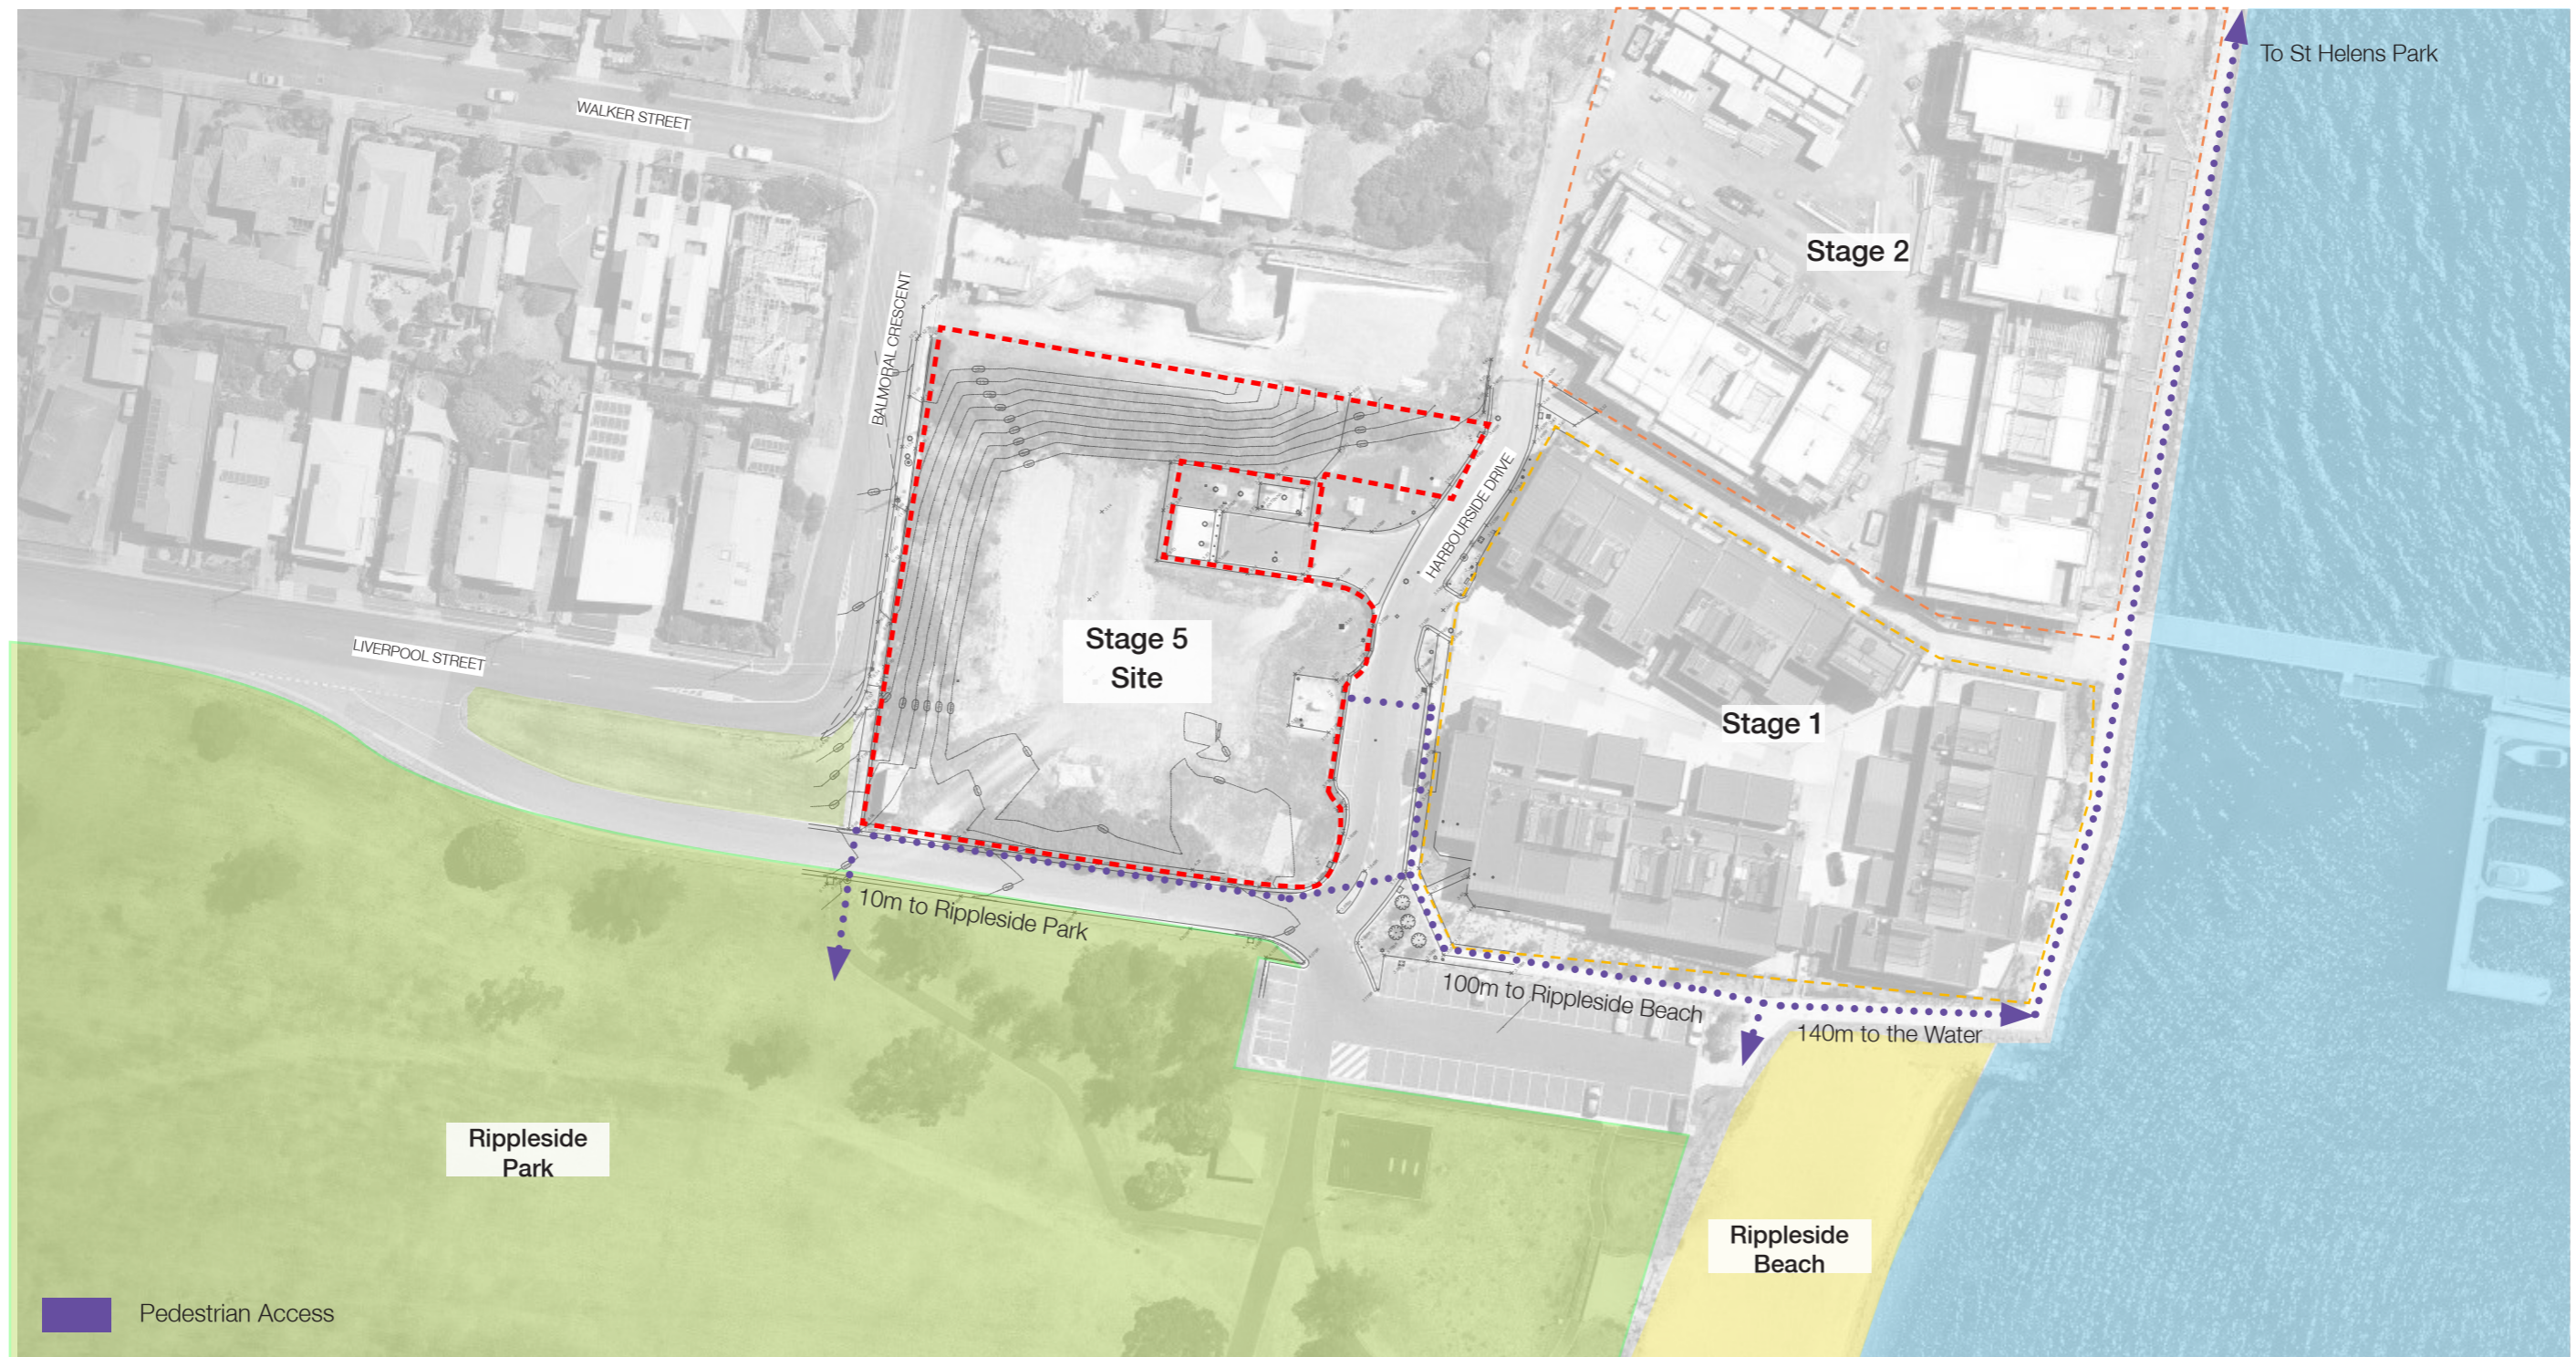 To St Helens Park
WALKER STREET
Stage 2
BALMORAL CRESCENT
HARBOURSIDE DRIVE
Stage 5
Site
LIVERPOOL STREET
Stage 1
10m to Rippleside Park
100m to Rippleside Beach
140m to the Water
Rippleside
Park
Rippleside
Beach
Pedestrian Access